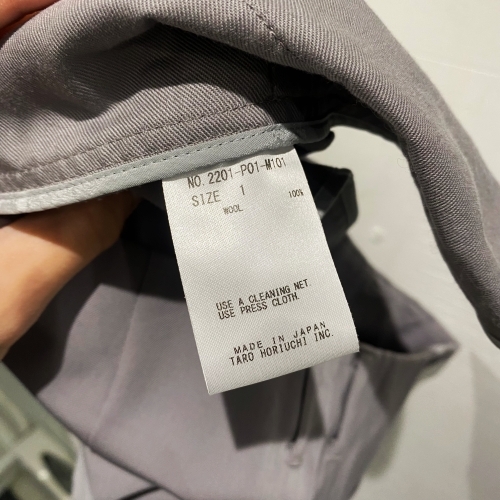 NO.2201-P01-M101
SIZE 1
WOOL 100%
USE A CLEANING NET.
USE PRESS CLOTH.
MADE IN JAPAN
TARO HORIUCHI INC.